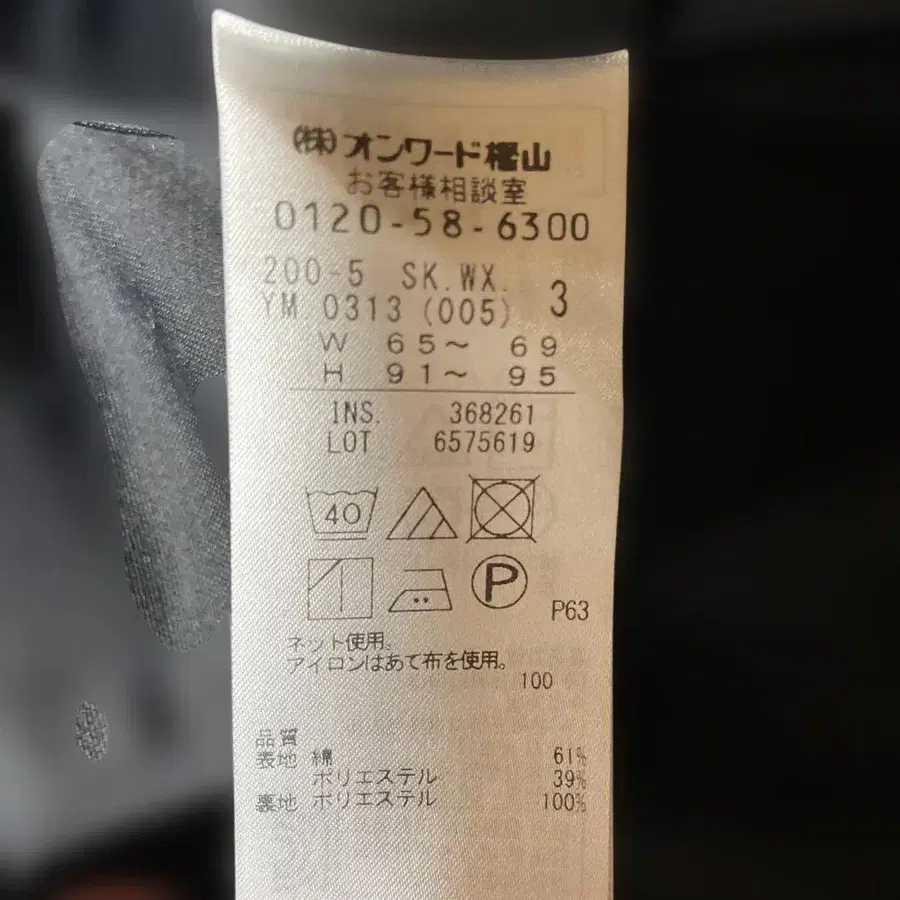 (株)オンワード樫山
お客様相談室
0120-58-6300
200-5 SK.WX. 3
YM 0313 (005)
W 65～ 69
H 91～ 95
INS. 368261
LOT 6575619
40
P
P63
ネット使用。
アイロンはあて布を使用。
100
品質
表地 綿 61%
ポリエステル 39%
裏地 ポリエステル 100%